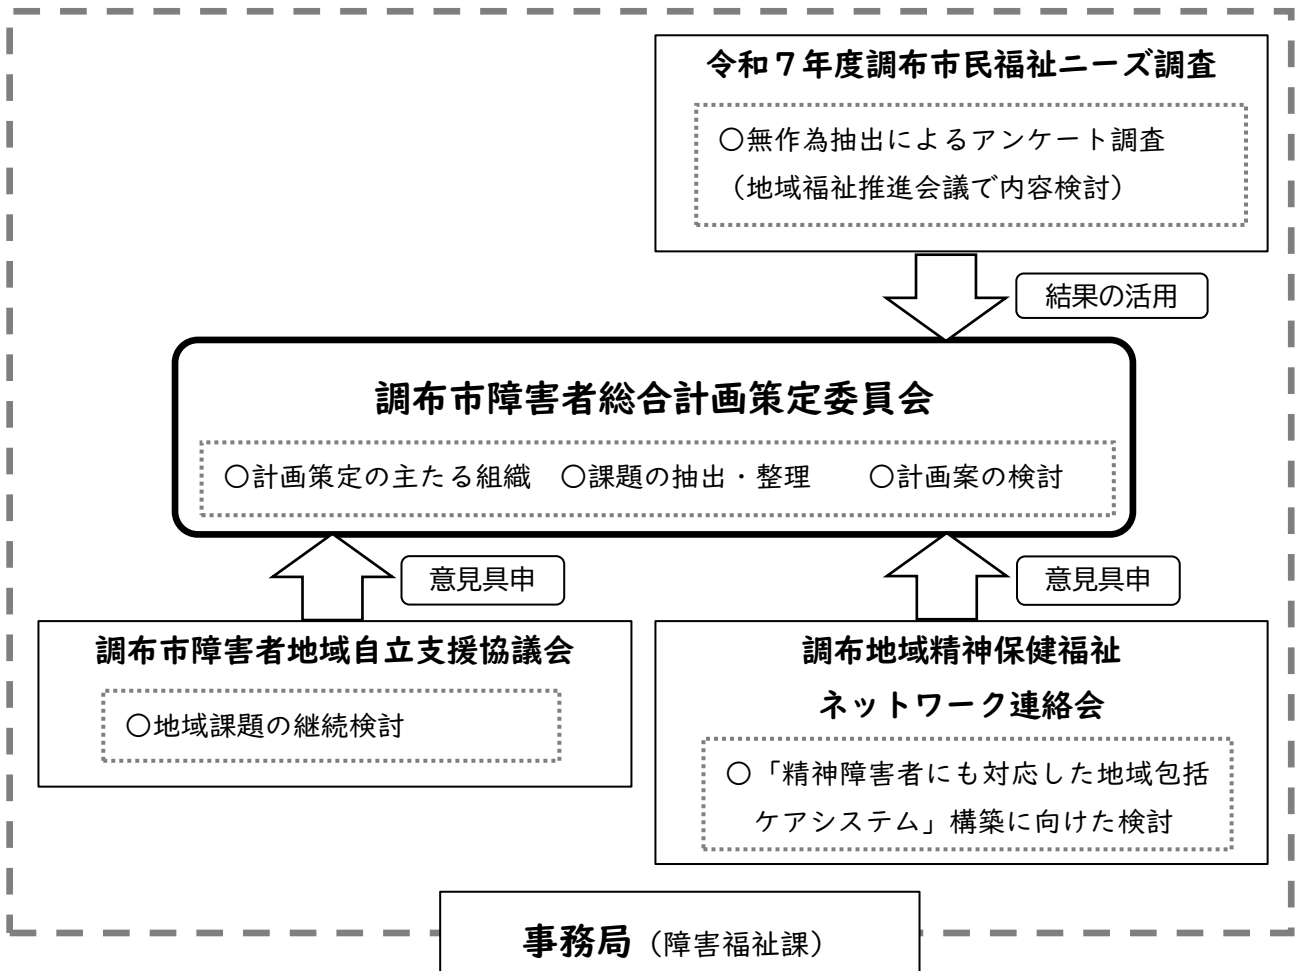 令和７年度調布市民福祉ニーズ調査
○無作為抽出によるアンケート調査
（地域福祉推進会議で内容検討）
結果の活用
調布市障害者総合計画策定委員会
○計画策定の主たる組織　○課題の抽出・整理　　○計画案の検討
意見具申
意見具申
調布市障害者地域自立支援協議会
○地域課題の継続検討
調布地域精神保健福祉
ネットワーク連絡会
○「精神障害者にも対応した地域包括
ケアシステム」構築に向けた検討
事務局（障害福祉課）